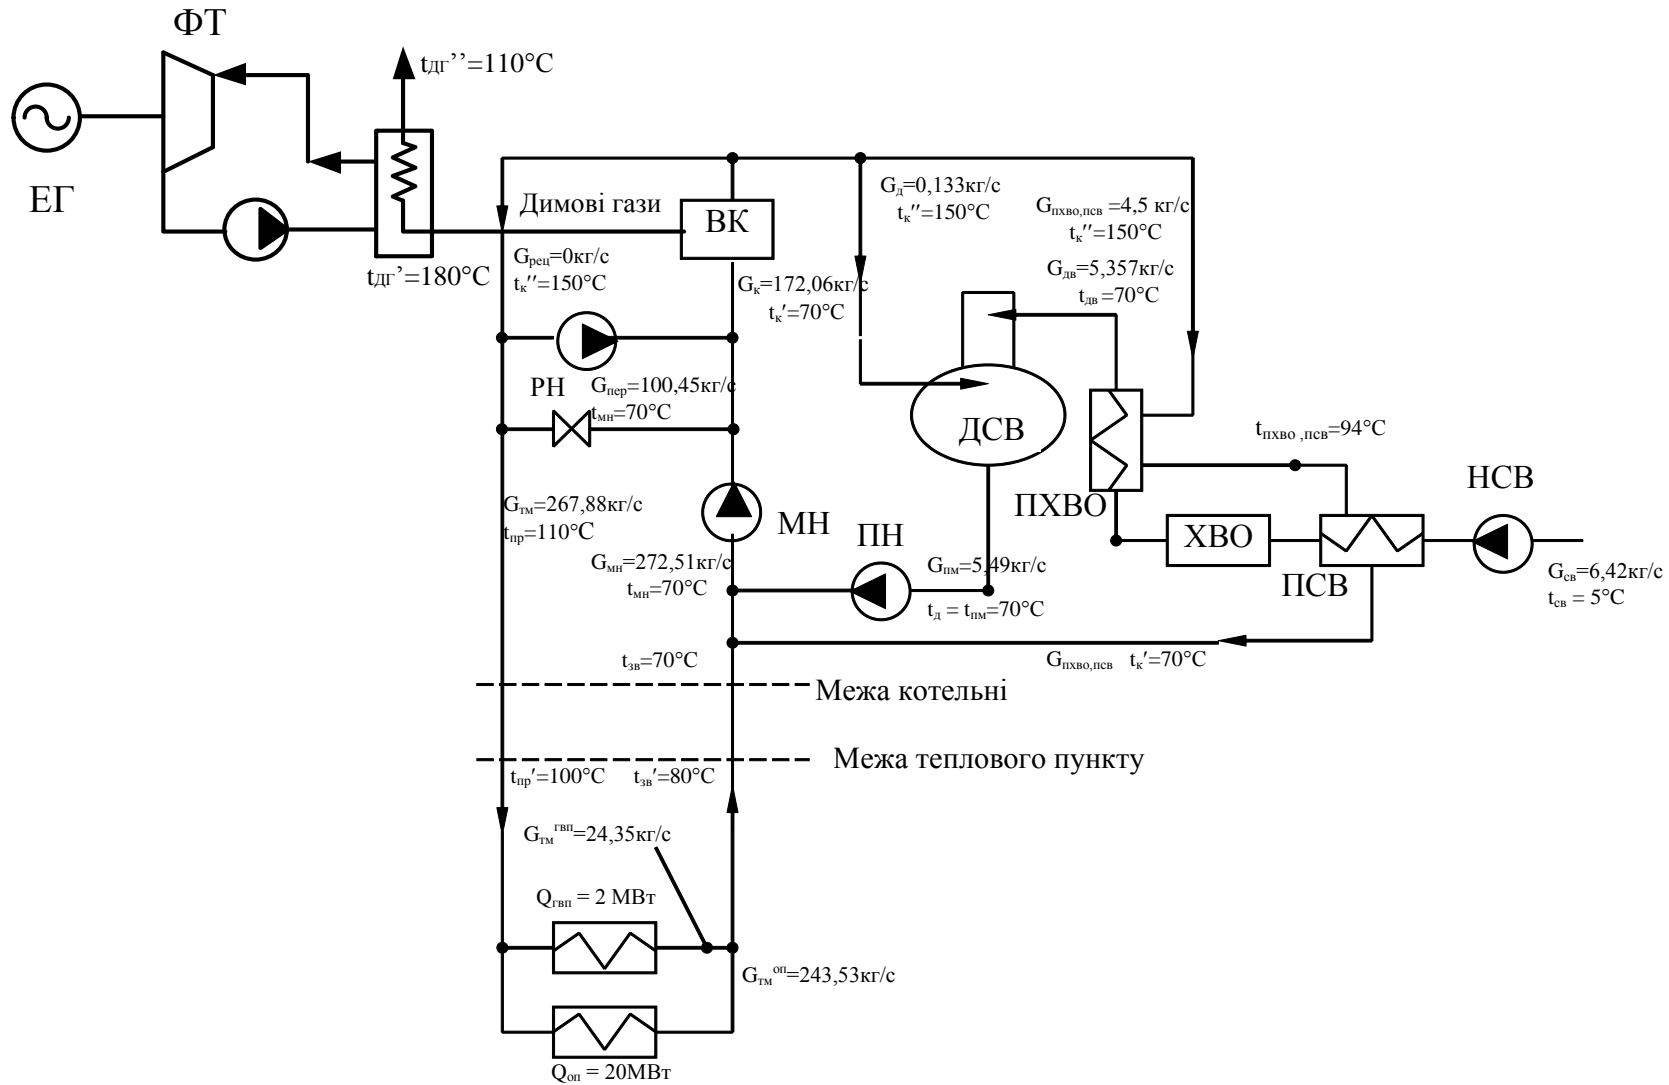 ФТ
tДГ’’=110°C
ЕГ
tДГ’=180°C
Димові гази
ВК
Gрец=0кг/с
tк′′=150°C
Gк=172,06кг/с
tк′=70°C
Gд=0,133кг/с
tк′′=150°C
Gпхво,псв =4,5 кг/с
tк′′=150°C
Gдв=5,357кг/с
tдв=70°C
РН
Gпер=100,45кг/с
tмн=70°C
ДСВ
tпхво ,псв=94°C
НСВ
ПХВО
ХВО
ПСВ
Gсв=6,42кг/с
tсв = 5°C
Gтм=267,88кг/с
tпр=110°C
МН
ПН
Gмн=272,51кг/с
tмн=70°C
Gпм=5,49кг/с
tд = tпм=70°C
tзв=70°C
Gпхво,псв tк′=70°C
Межа котельні
Межа теплового пункту
tпр′=100°C tзв′=80°C
Gтмгвп=24,35кг/с
Qгвп = 2 МВт
Gтмоп=243,53кг/с
Qоп = 20МВт